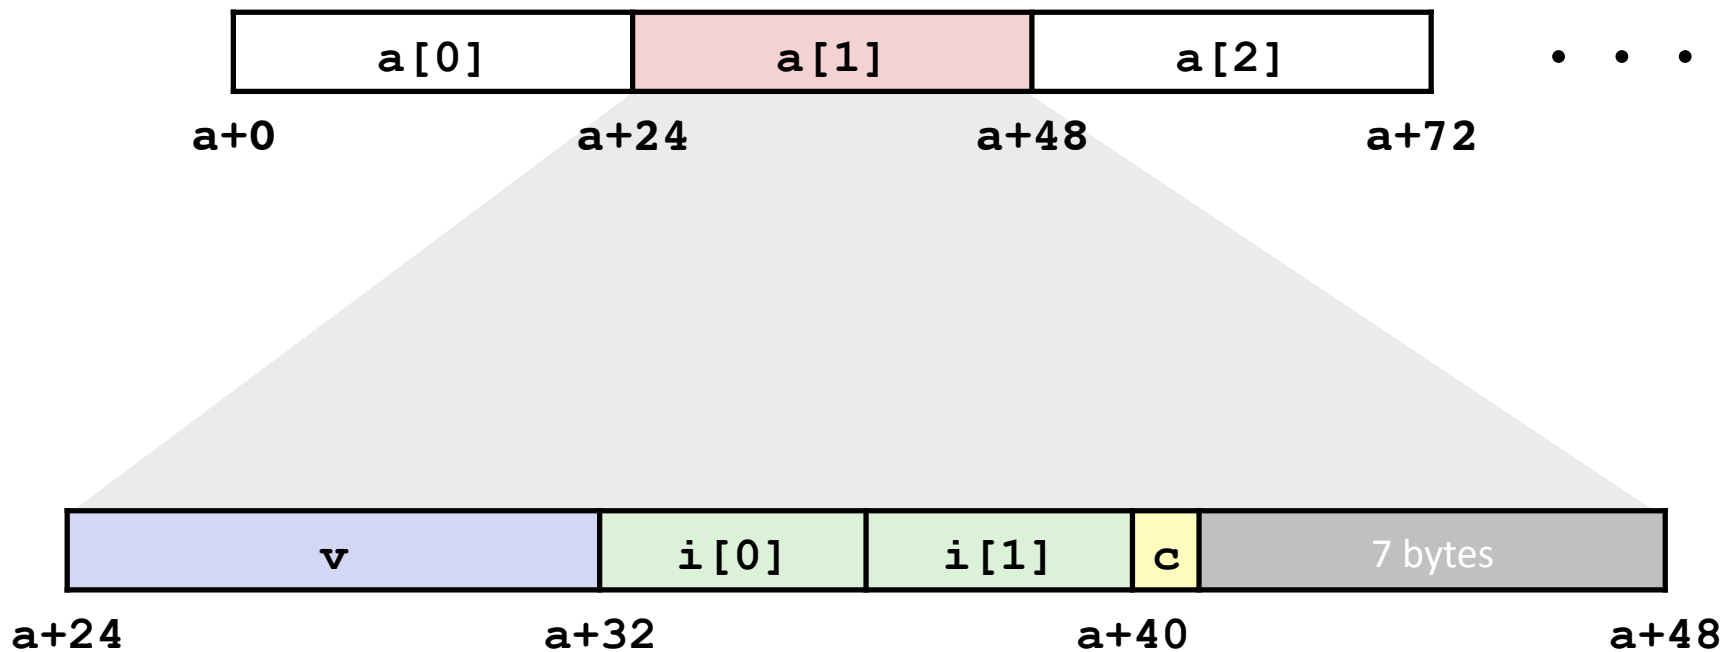 a[0] a[1] a[2] • • •
a+0 a+24 a+48 a+72
v i[0] i[1] c 7 bytes
a+24 a+32 a+40 a+48